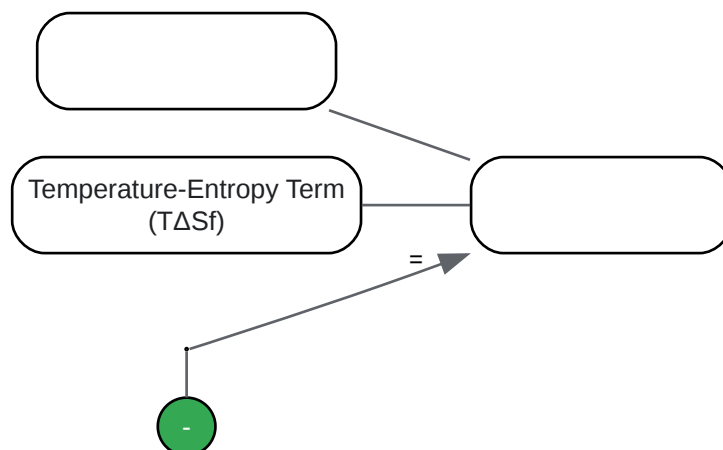 Temperature-Entropy Term
(TΔSf)
=
-